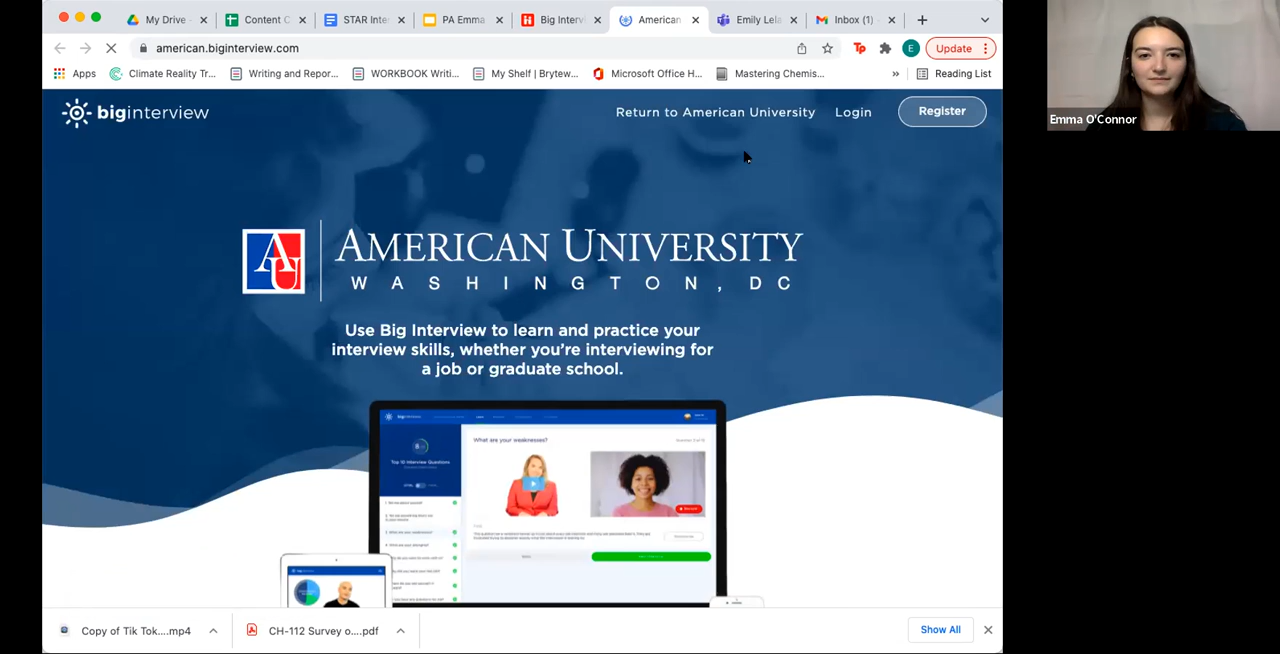 My Drive
Content C
STAR Inte
PA Emma
Big Interv
American
Emily Lela
Inbox (1)
american.biginterview.com
E
Update
Apps
Climate Reality Tr...
Writing and Repor...
WORKBOOK Writi...
My Shelf | Brytew...
Microsoft Office H...
Mastering Chemis...
»
Reading List
biginterview
Return to American University
Login
Register
AU
AMERICAN UNIVERSITY
WASHINGTON, DC
Use Big Interview to learn and practice your
interview skills, whether you're interviewing for
a job or graduate school.
What are your weaknesses?
Top 10 Interview Questions
biginterview
Copy of Tik Tok....mp4
CH-112 Survey o....pdf
Show All
Emma O'Connor